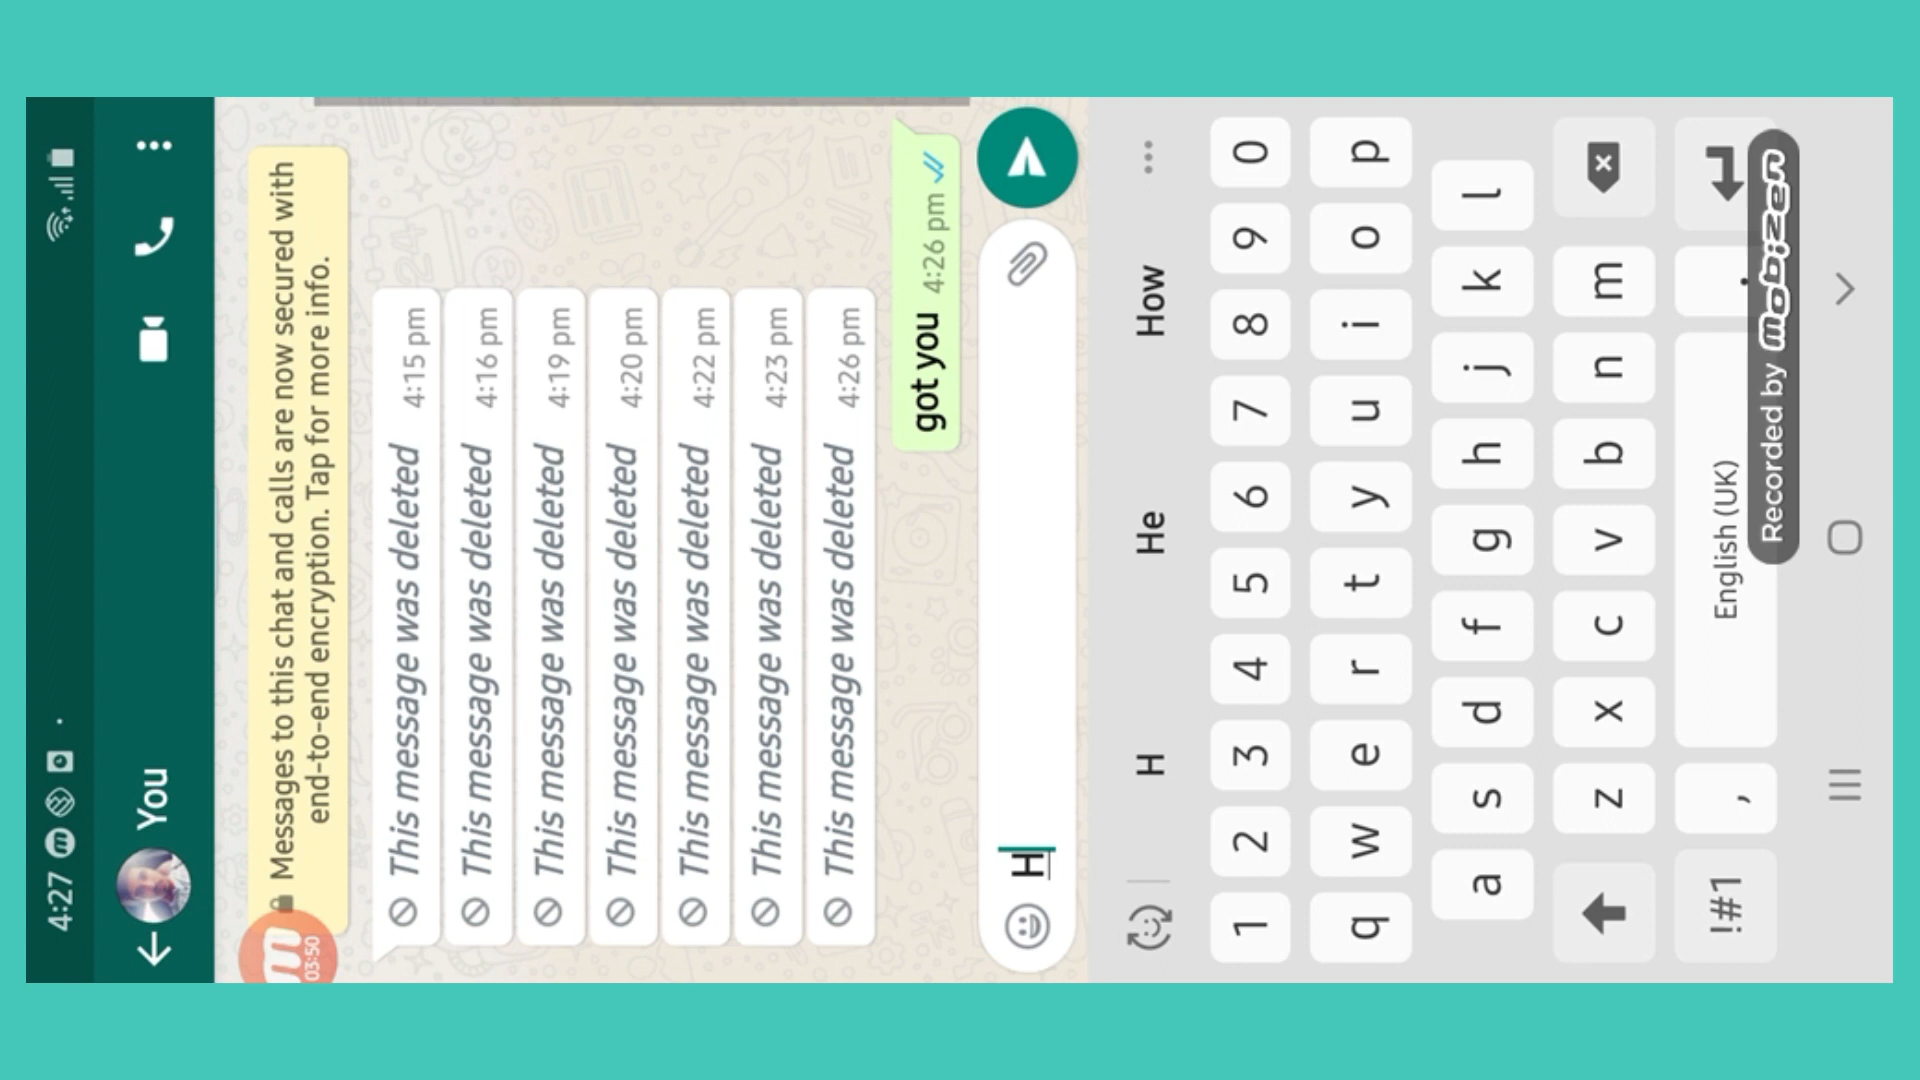 4:27
You
Messages to this chat and calls are now secured with
end-to-end encryption. Tap for more info.
03:50
This message was deleted 4:15 pm
This message was deleted 4:16 pm
This message was deleted 4:19 pm
This message was deleted 4:20 pm
This message was deleted 4:22 pm
This message was deleted 4:23 pm
This message was deleted 4:26 pm
got you 4:26 pm
H
H He How
1 2 3 4 5 6 7 8 9 0
q w e r t y u i o p
a s d f g h j k l
z x c v b n m
!#1 , English (UK) .
Recorded by mobizen